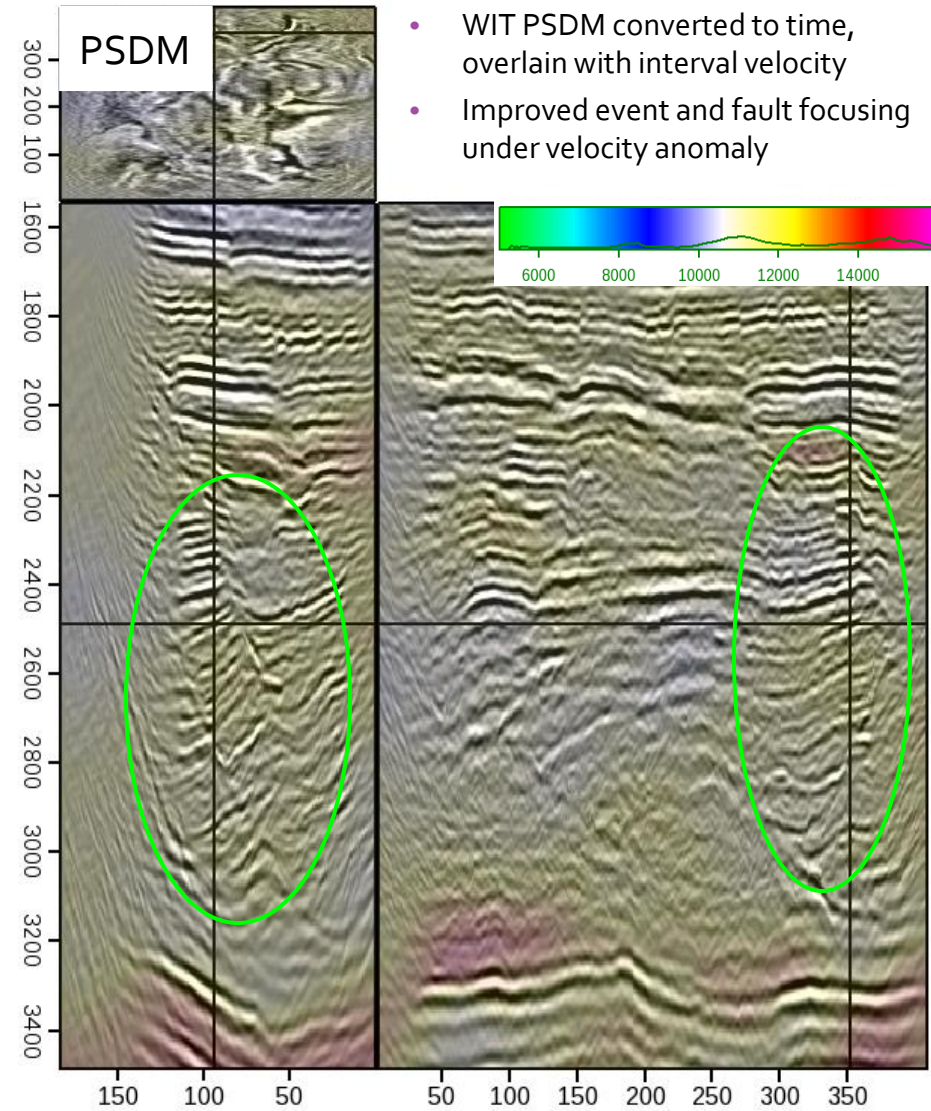 PSDM
• WIT PSDM converted to time,
overlain with interval velocity
• Improved event and fault focusing
under velocity anomaly
300 200 100
6000 8000 10000 12000 14000
1600
1800
2000
2200
2400
2600
2800
3000
3200
3400
150 100 50
50 100 150 200 250 300 350